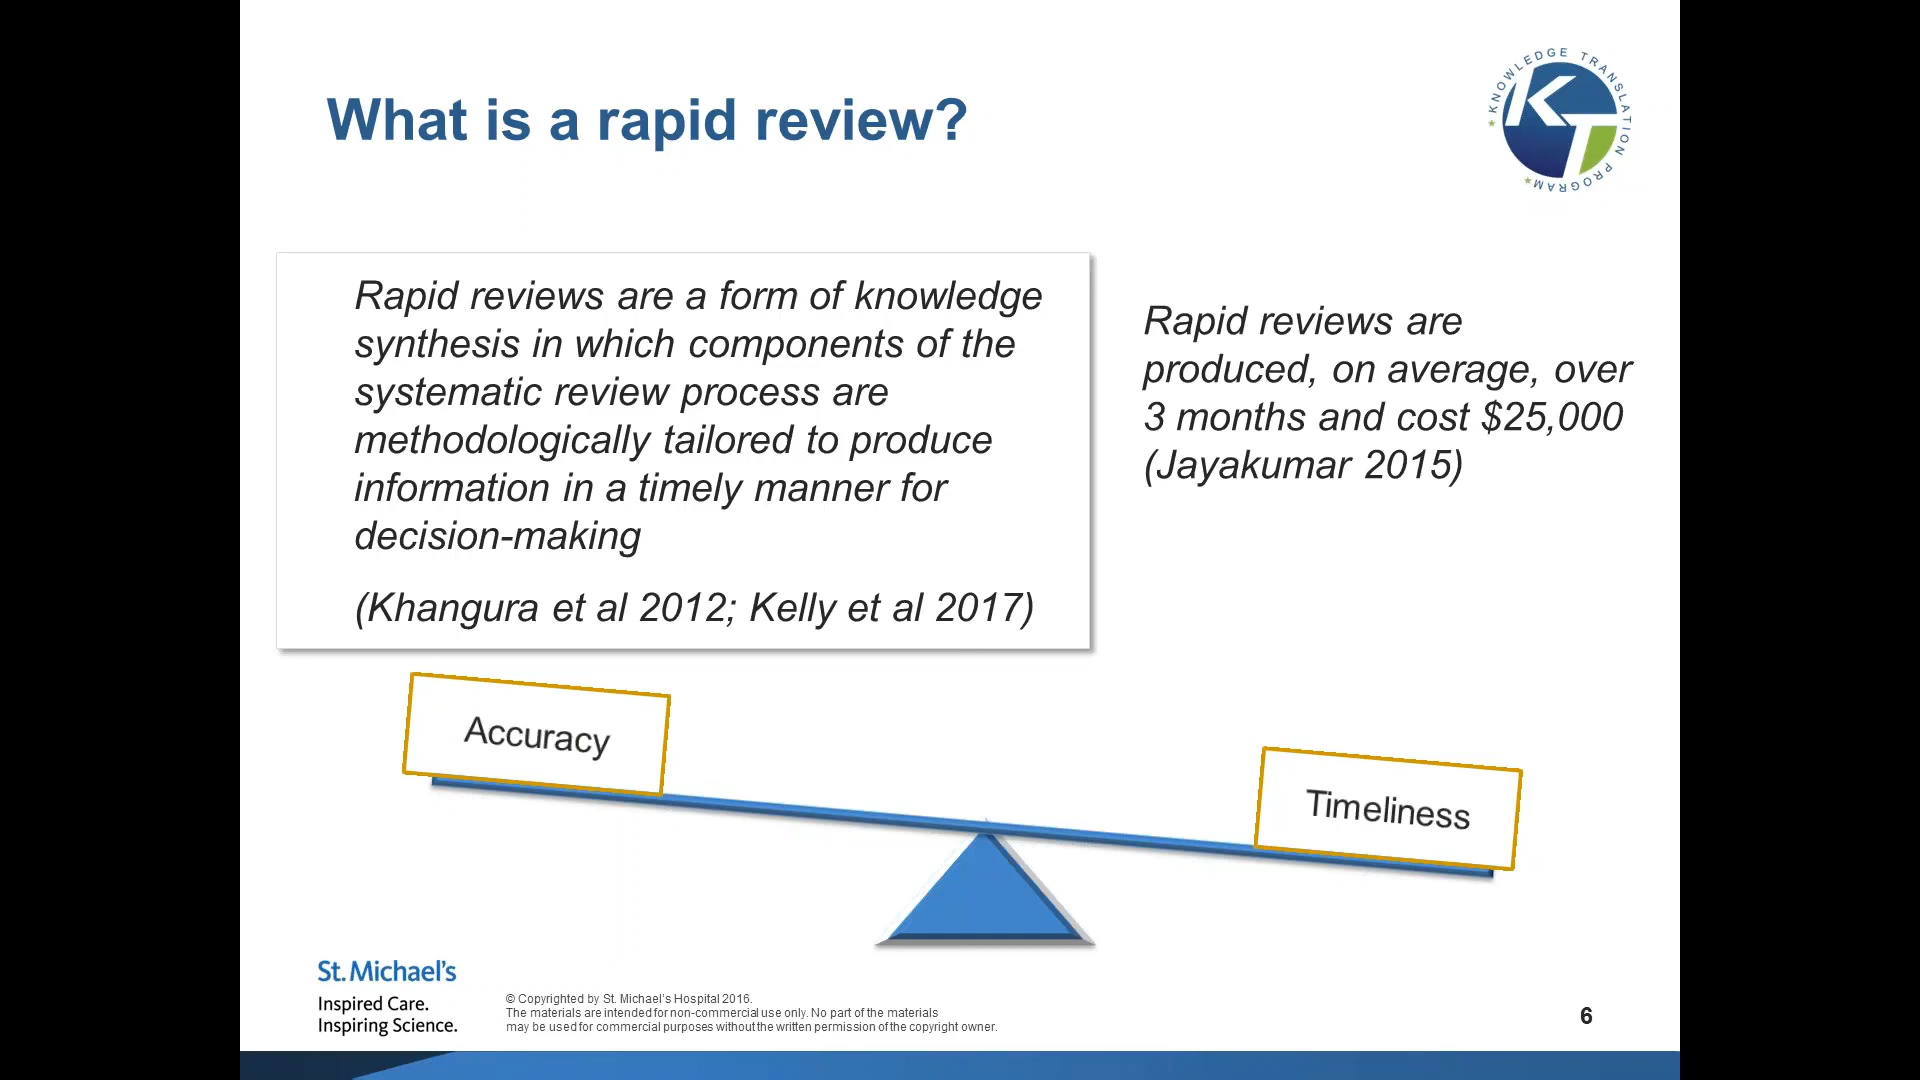 What is a rapid review?
KNOWLEDGE TRANSLATION PROGRAM
KT
Rapid reviews are a form of knowledge
synthesis in which components of the
systematic review process are
methodologically tailored to produce
information in a timely manner for
decision-making
(Khangura et al 2012; Kelly et al 2017)
Rapid reviews are
produced, on average, over
3 months and cost $25,000
(Jayakumar 2015)
Accuracy
Timeliness
St. Michael's
Inspired Care.
Inspiring Science.
© Copyrighted by St. Michael's Hospital 2016.
The materials are intended for non-commercial use only. No part of the materials
may be used for commercial purposes without the written permission of the copyright owner.
6